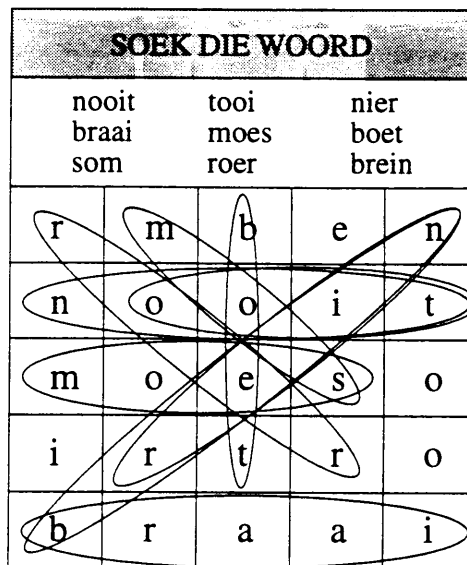 SOEK DIE WOORD
nooit tooi nier
braai moes boet
som roer brein
r m b e n
n o o i t
m o e s o
i r t r o
b r a a i